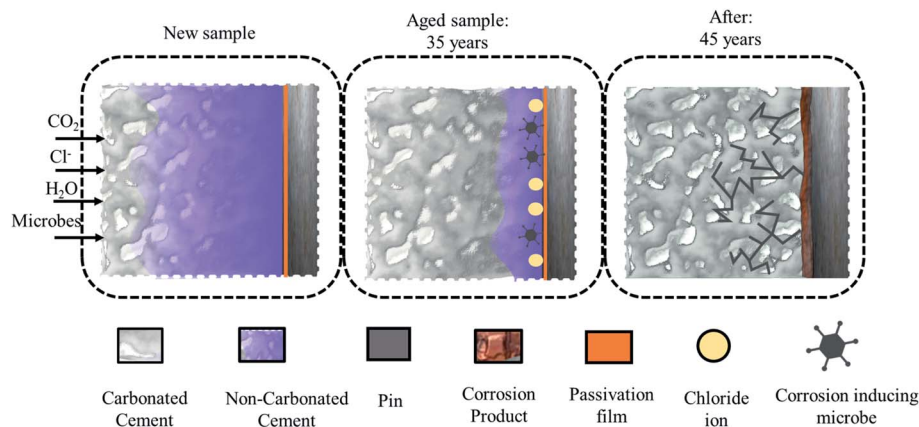 New sample
Aged sample:
35 years
After:
45 years
CO2
Cl-
H2O
Microbes
Carbonated
Cement
Non-Carbonated
Cement
Pin
Corrosion
Product
Passivation
film
Chloride
ion
Corrosion inducing
microbe